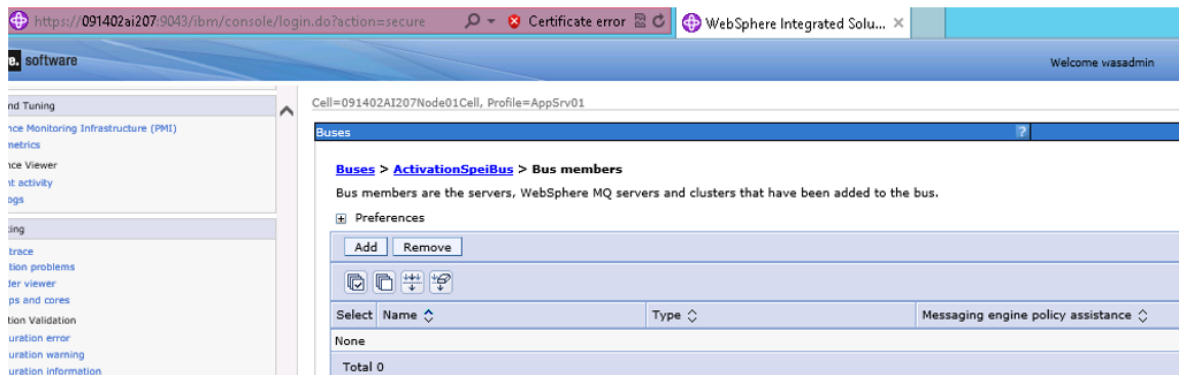 https://091402ai207:9043/ibm/console/login.do?action=secure Certificate error WebSphere Integrated Solu...
e. software Welcome wasadmin
nd Tuning
nce Monitoring Infrastructure (PMI)
metrics
nce Viewer
nt activity
ogs
ing
trace
tion problems
der viewer
ps and cores
tion Validation
uration error
uration warning
uration information
Cell=091402AI207Node01Cell, Profile=AppSrv01
Buses ?
Buses > ActivationSpeiBus > Bus members
Bus members are the servers, WebSphere MQ servers and clusters that have been added to the bus.
Preferences
Add Remove
Select Name Type Messaging engine policy assistance
None
Total 0